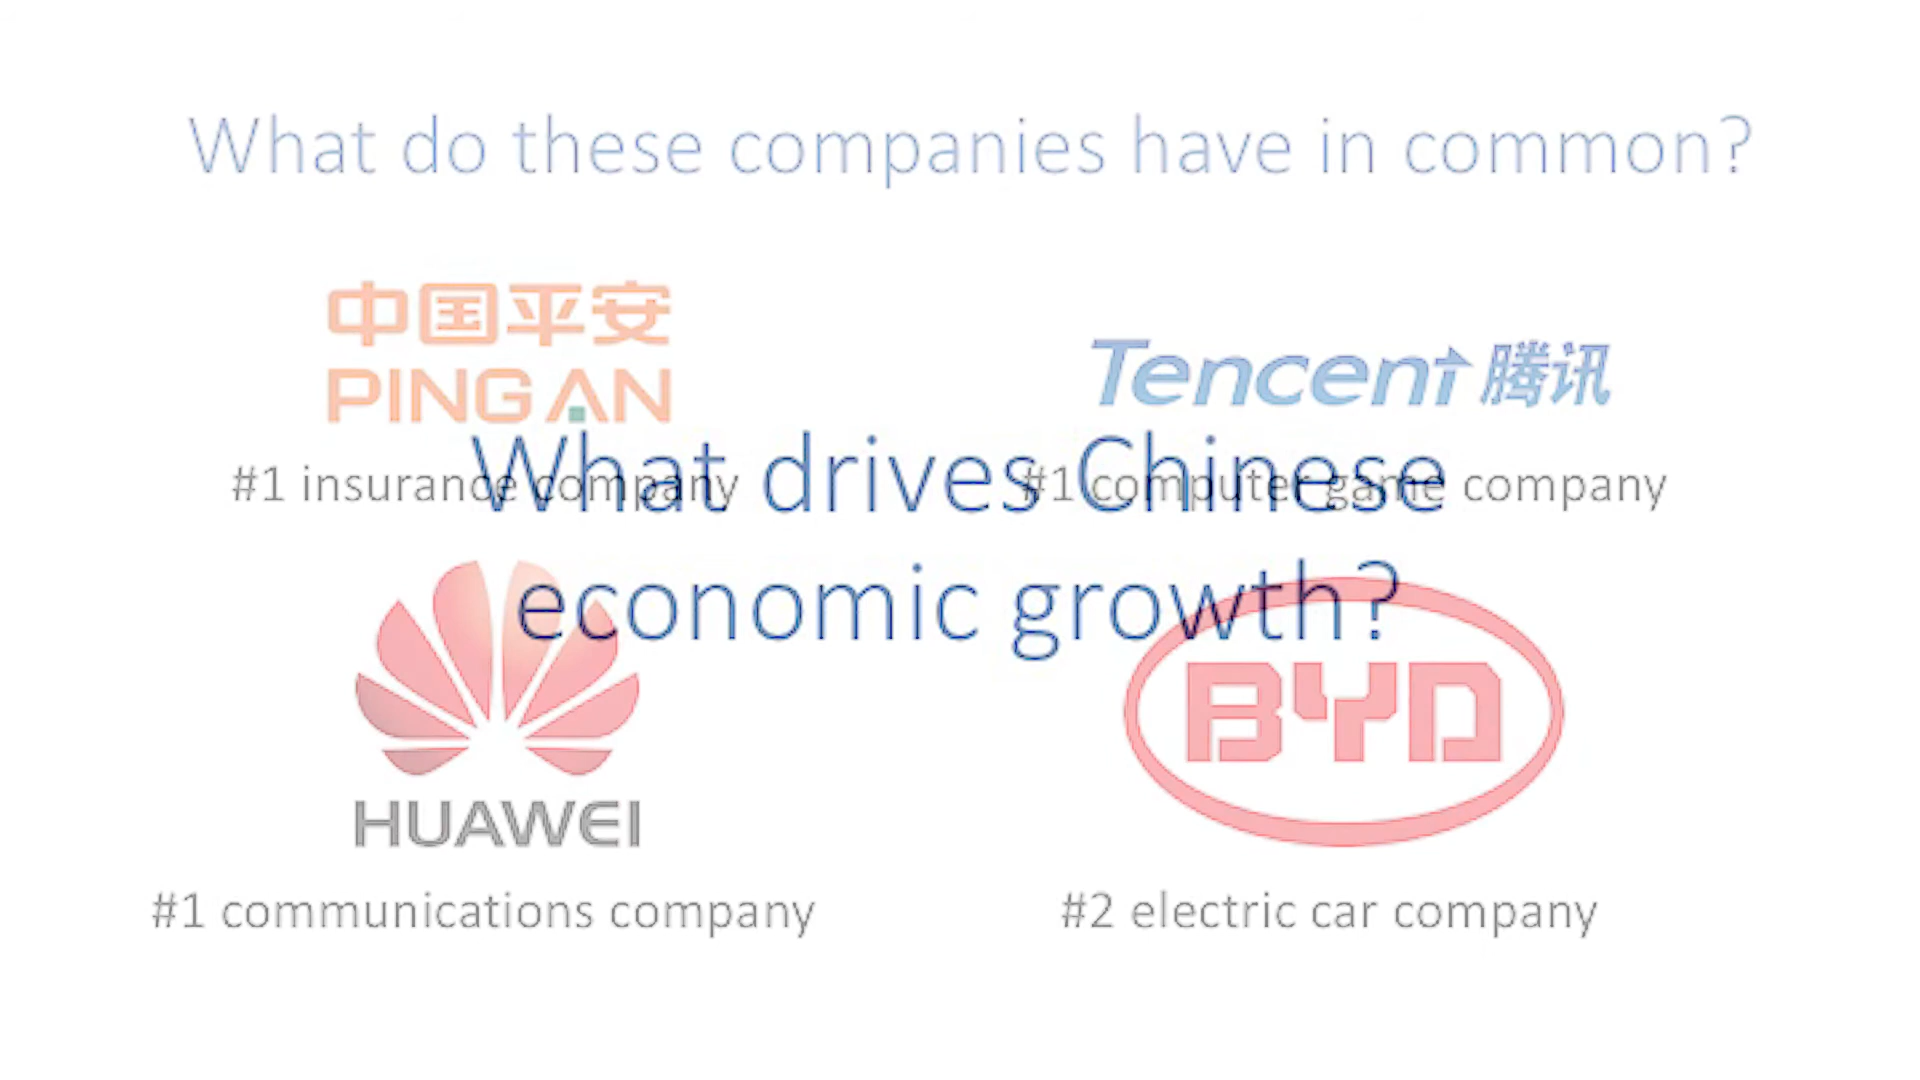 What do these companies have in common?
中国平安
PING AN
Tencent 腾讯
#1 insurance company
#1 computer game company
What drives Chinese
economic growth?
HUAWEI
BYD
#1 communications company
#2 electric car company